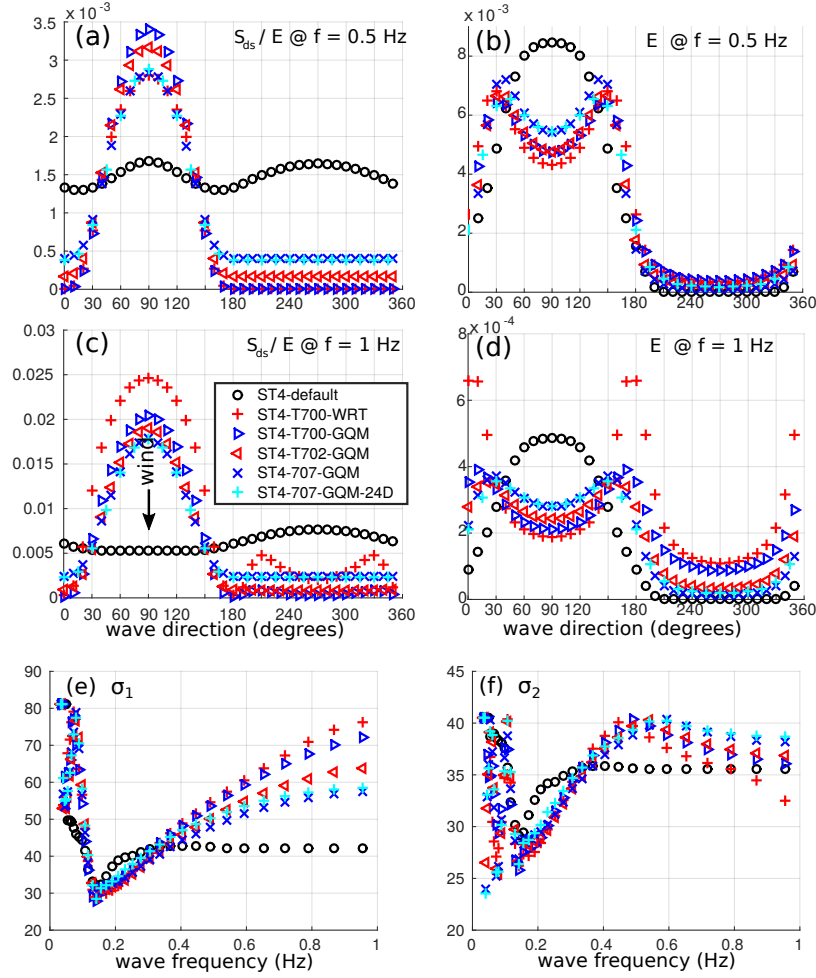 × 10⁻³
(a)
S_ds / E @ f = 0.5 Hz
3.5
3
2.5
2
1.5
1
0.5
0
0 30 60 90 120 180 240 300 360
× 10⁻³
(b)
E @ f = 0.5 Hz
8
6
4
2
0
0 30 60 90 120 180 240 300 360
(c)
S_ds / E @ f = 1 Hz
0.03
0.025
0.02
0.015
0.01
0.005
0
ST4-default
ST4-T700-WRT
ST4-T700-GQM
ST4-T702-GQM
ST4-707-GQM
ST4-707-GQM-24D
wind
0 30 60 90 120 180 240 300 360
wave direction (degrees)
8 × 10⁻⁴
(d)
E @ f = 1 Hz
6
4
2
0
0 30 60 90 120 180 240 300 360
wave direction (degrees)
(e) σ₁
90
80
70
60
50
40
30
20
0 0.2 0.4 0.6 0.8 1
wave frequency (Hz)
(f) σ₂
45
40
35
30
25
20
0 0.2 0.4 0.6 0.8 1
wave frequency (Hz)